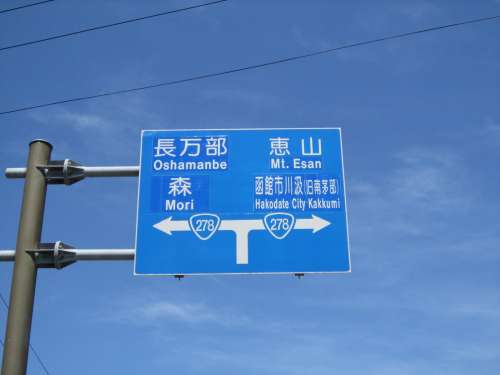 長万部
Oshamanbe
森
Mori
278
恵山
Mt. Esan
函館市川汲(旧南茅部)
Hakodate City Kakkumi
278